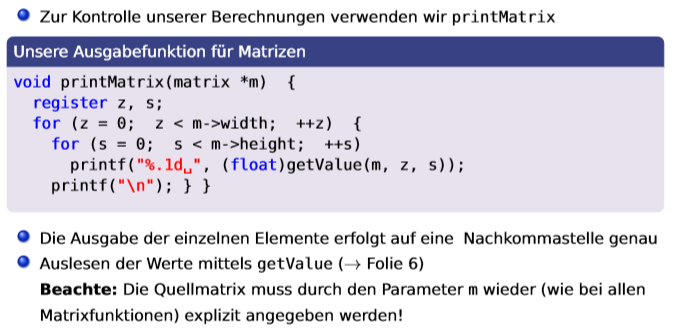 Zur Kontrolle unserer Berechnungen verwenden wir printMatrix
Unsere Ausgabefunktion für Matrizen
void printMatrix(matrix *m)  {
  register z, s;
  for (z = 0;  z < m->width;  ++z)  {
    for (s = 0;  s < m->height;  ++s)
      printf("%.1d␣", (float)getValue(m, z, s));
    printf("\n"); } }
Die Ausgabe der einzelnen Elemente erfolgt auf eine Nachkommastelle genau
Auslesen der Werte mittels getValue (→ Folie 6)
Beachte: Die Quellmatrix muss durch den Parameter m wieder (wie bei allen
Matrixfunktionen) explizit angegeben werden!